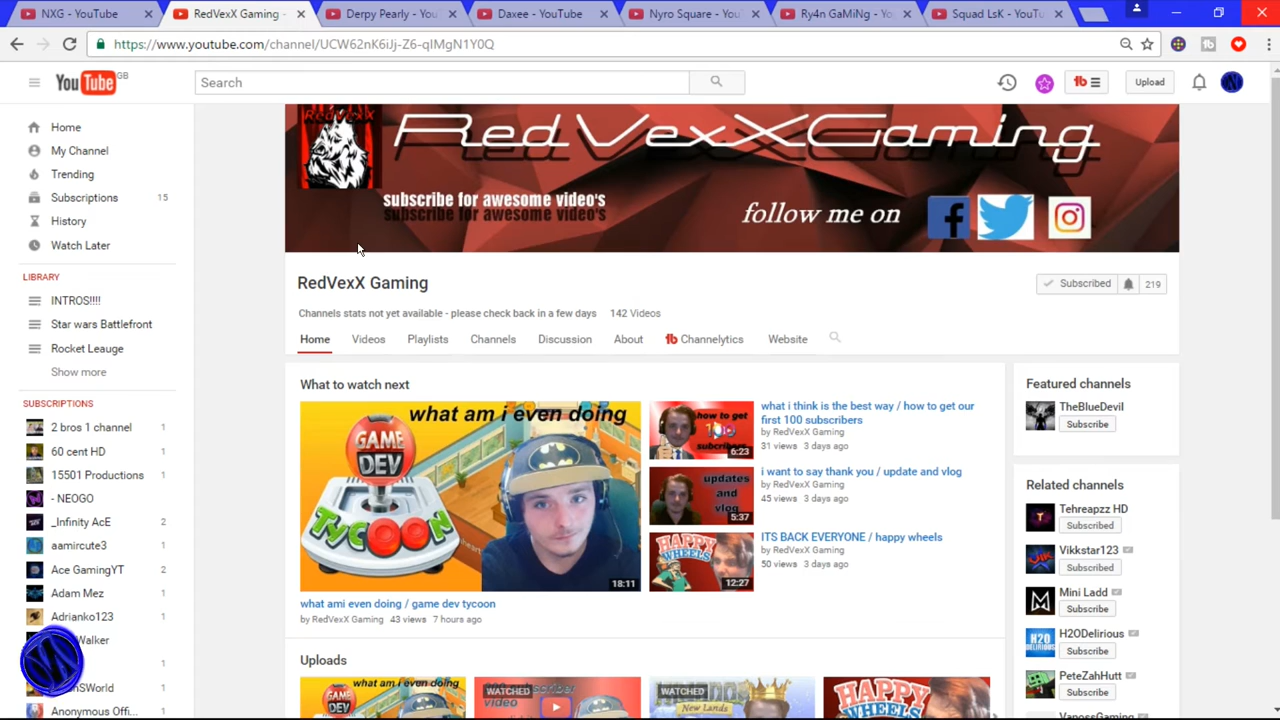 NXG - YouTube
RedVexX Gaming -
Derpy Pearly - You
Daxee - YouTube
Nyro Square - YouT
Ry4n GaMiNg - Yo
Squad LsK - YouTu
https://www.youtube.com/channel/UCW62nK6iJj-Z6-qIMgN1Y0Q
YouTube GB
Search
Upload
Home
My Channel
Trending
Subscriptions 15
History
Watch Later
LIBRARY
INTROS!!!!
Star wars Battlefront
Rocket Leauge
Show more
SUBSCRIPTIONS
2 bros 1 channel 1
60 cent HD 1
15501 Productions 1
- NEOGO 1
_Infinity AcE 2
aamircute3 1
Ace GamingYT 2
Adam Mez 1
Adrianko123 1
Walker 1
1
SWorld 1
Anonymous Offi... 1
RedVexX
RedVexXGaming
subscribe for awesome video's
follow me on
RedVexX Gaming
Subscribed 219
Channels stats not yet available - please check back in a few days 142 Videos
Home Videos Playlists Channels Discussion About Channelytics Website
What to watch next
what am i even doing
GAME DEV
TYCOON
18:11
what ami even doing / game dev tycoon
by RedVexX Gaming 43 views 7 hours ago
how to get
100
subcribers
6:23
what i think is the best way / how to get our
first 100 subscribers
by RedVexX Gaming
31 views 3 days ago
updates
and
vlog
5:37
i want to say thank you / update and vlog
by RedVexX Gaming
45 views 3 days ago
HAPPY
WHEELS
12:27
ITS BACK EVERYONE / happy wheels
by RedVexX Gaming
50 views 3 days ago
Uploads
what am i even doing
GAME DEV
WATCHED
WATCHED
New Lands
HAPPY
Featured channels
TheBlueDevil
Subscribe
Related channels
Tehreapzz HD
Subscribed
Vikkstar123
Subscribed
Mini Ladd
Subscribe
H2O
DELIRIOUS
H2ODelirious
Subscribe
PeteZahHutt
Subscribe
VanossGaming